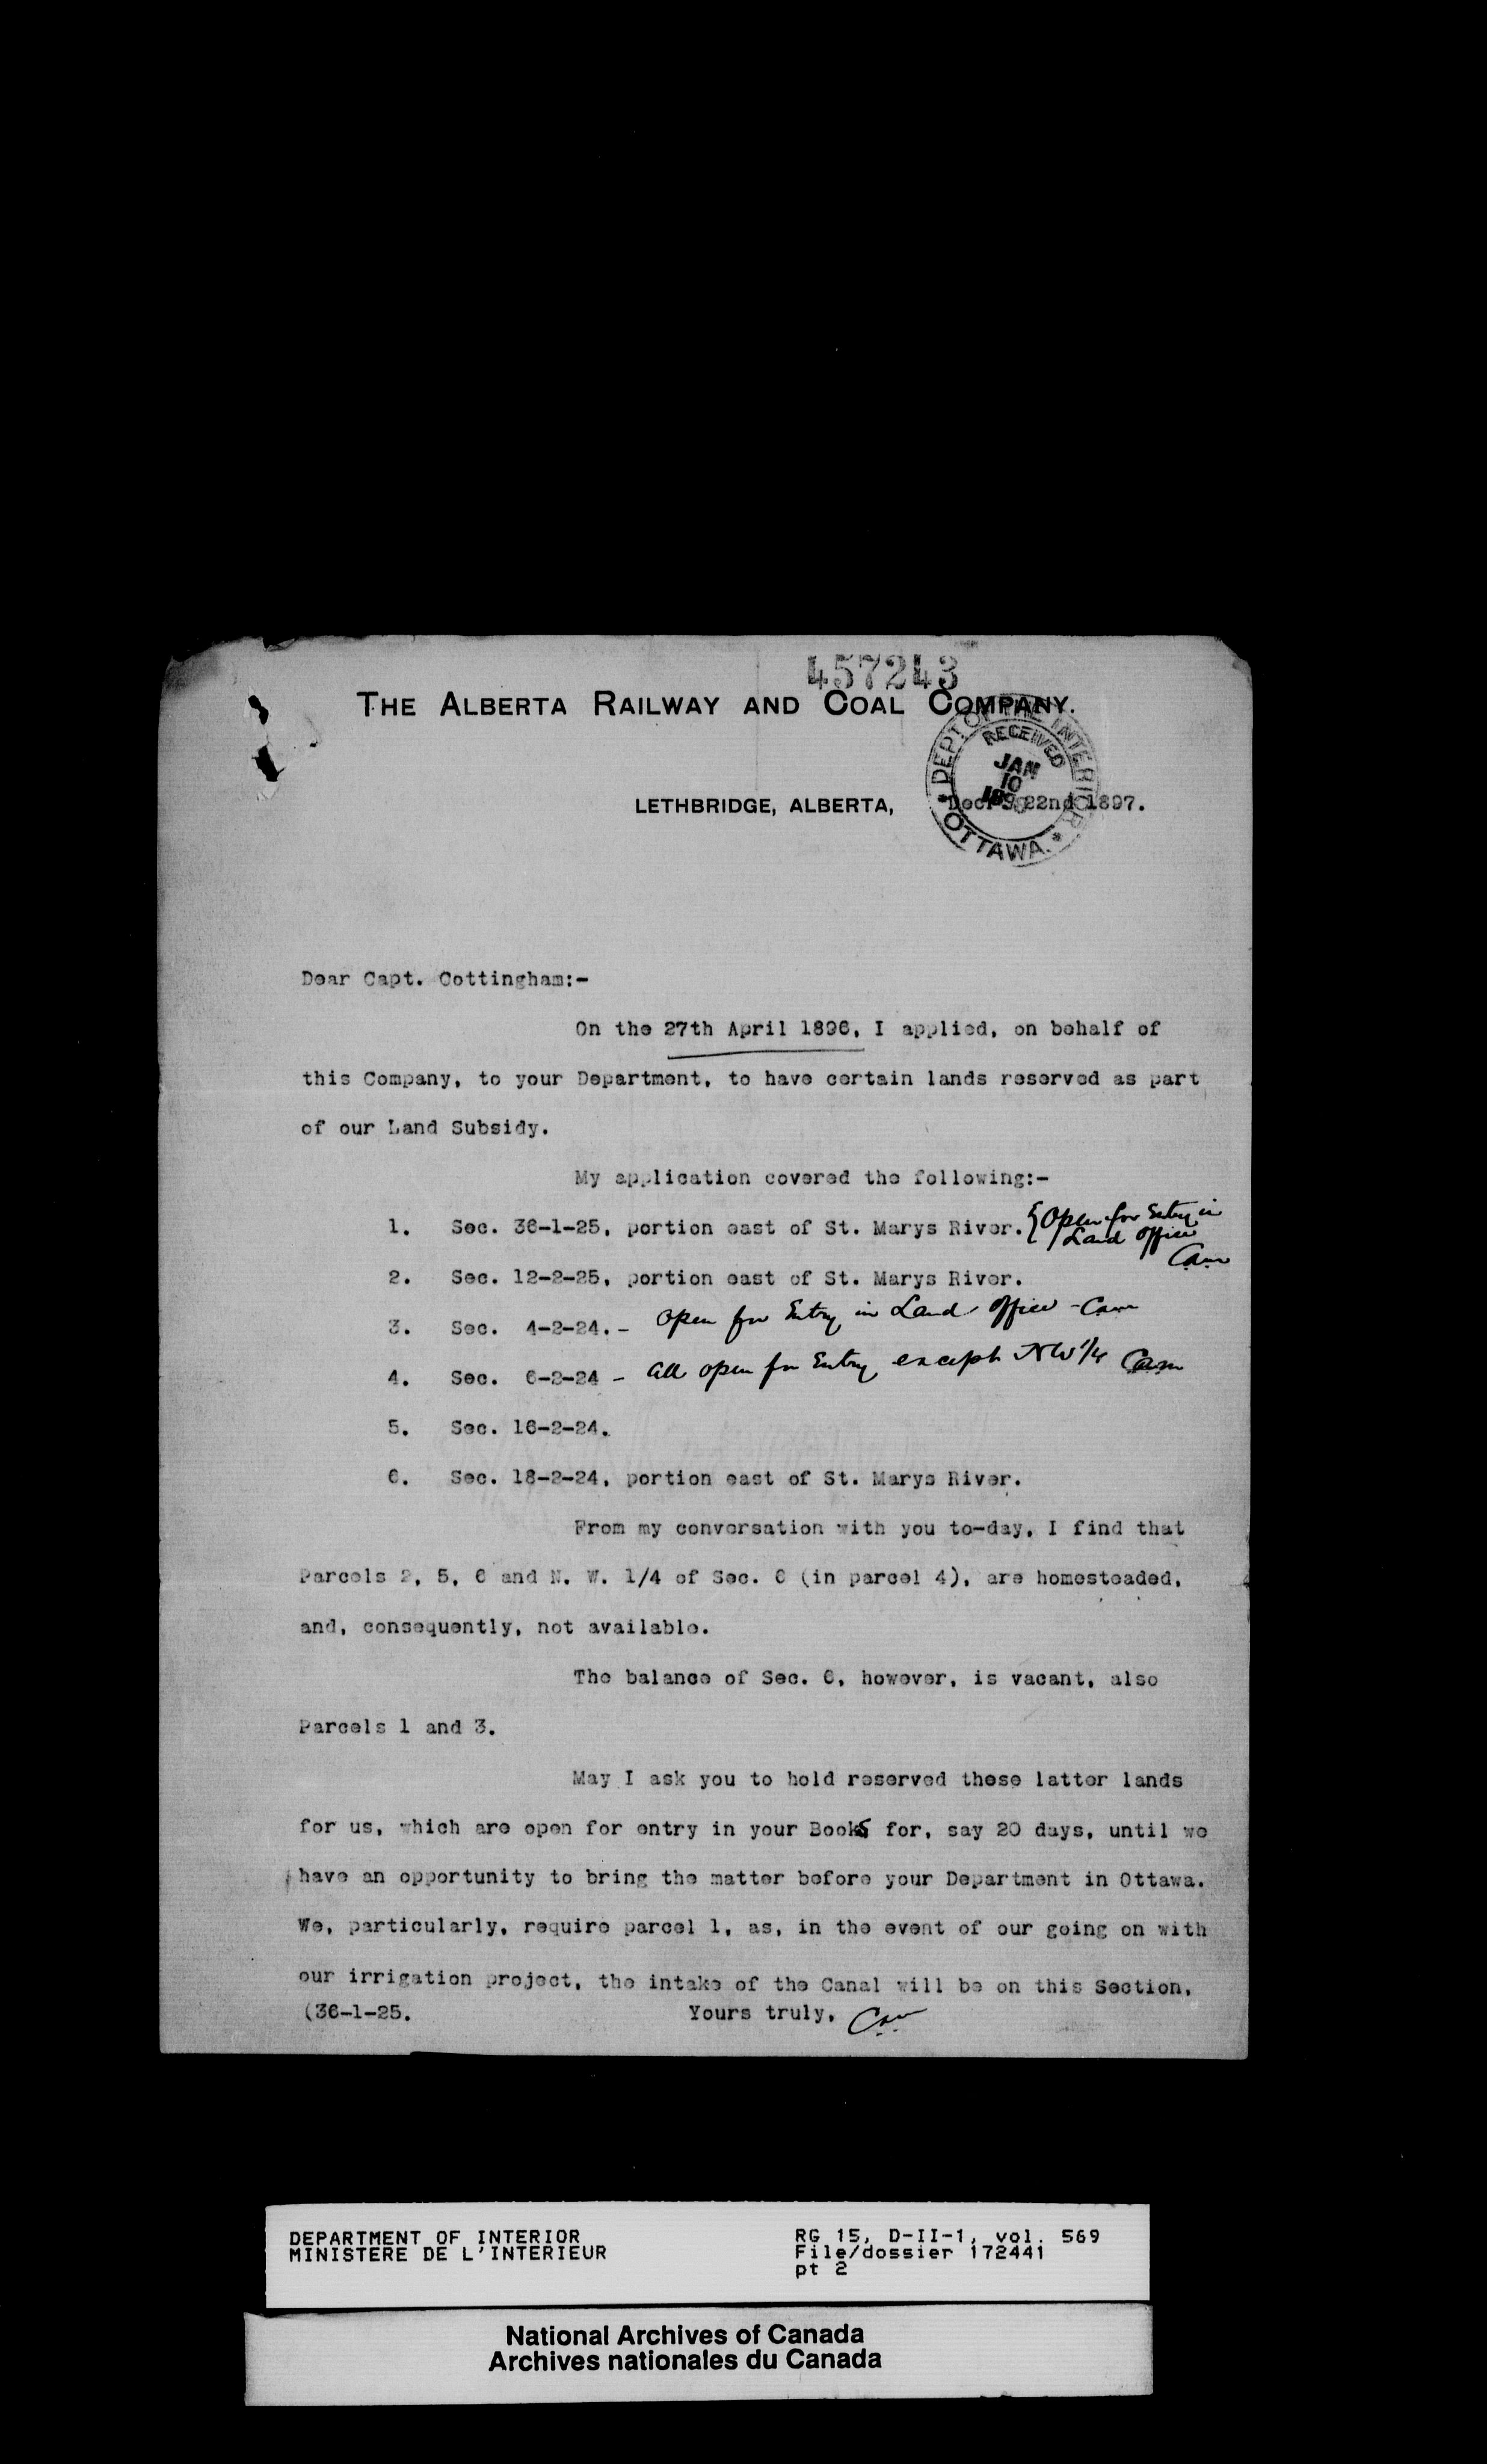 457243
THE ALBERTA RAILWAY AND COAL COMPANY.
DEPT. OF THE INTERIOR
RECEIVED
JAN
10
189
OTTAWA.
LETHBRIDGE, ALBERTA, Dec. 22nd 1897.
Dear Capt. Cottingham:-
On the 27th April 1896, I applied, on behalf of
this Company, to your Department, to have certain lands reserved as part
of our Land Subsidy.
My application covered the following:-
1. Sec. 36-1-25, portion east of St. Marys River. {Open for Entry in
Land Office
2. Sec. 12-2-25, portion east of St. Marys River.
3. Sec. 4-2-24. - Open for Entry in Land Office -
4. Sec. 6-2-24 - All open for Entry except NW 1/4
5. Sec. 16-2-24.
6. Sec. 18-2-24, portion east of St. Marys River.
From my conversation with you to-day, I find that
Parcels 2, 5, 6 and N. W. 1/4 of Sec. 6 (in parcel 4), are homesteaded,
and, consequently, not available.
The balance of Sec. 6, however, is vacant, also
Parcels 1 and 3.
May I ask you to hold reserved these latter lands
for us, which are open for entry in your Books for, say 20 days, until we
have an opportunity to bring the matter before your Department in Ottawa.
We, particularly, require parcel 1, as, in the event of our going on with
our irrigation project, the intake of the Canal will be on this Section,
(36-1-25. Yours truly,
DEPARTMENT OF INTERIOR
MINISTERE DE L'INTERIEUR
RG 15, D-II-1, vol. 569
File/dossier 172441
pt 2
National Archives of Canada
Archives nationales du Canada